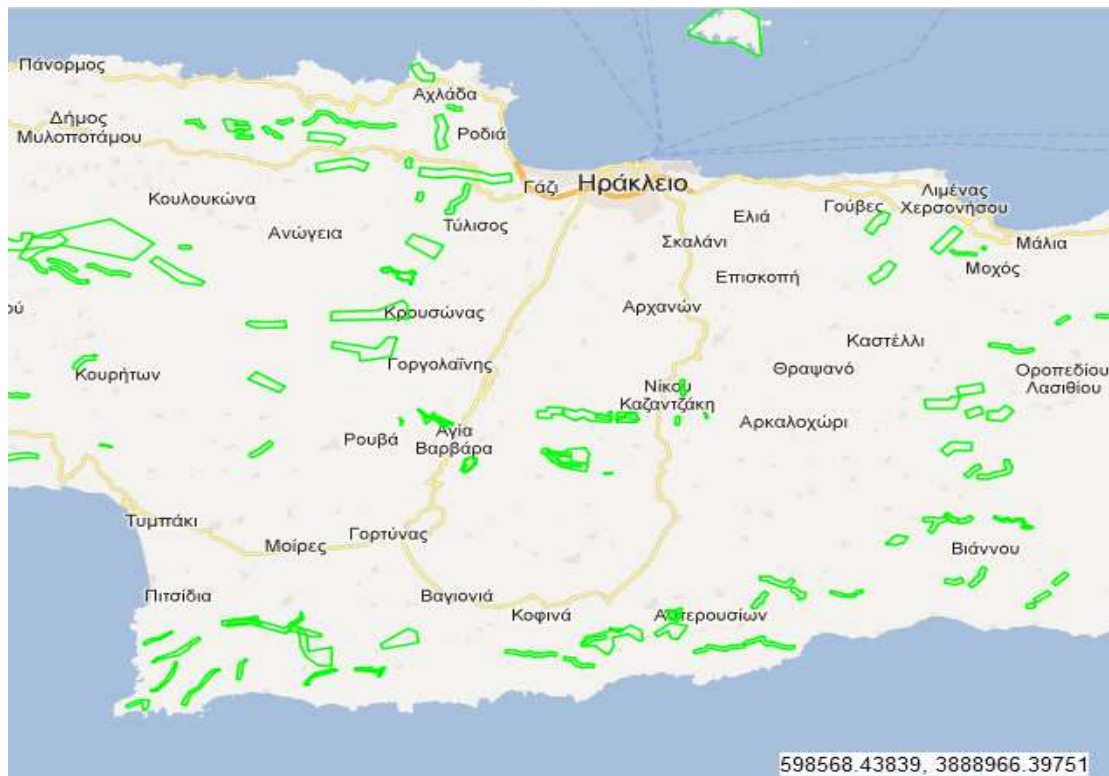 Πάνορμος
Αχλάδα
Δήμος
Μυλοποτάμου
Ροδιά
Γάζι
Ηράκλειο
Κουλουκώνα
Ελιά
Γούβες
Λιμένας
Χερσονήσου
Ανώγεια
Τύλισος
Σκαλάνι
Μάλια
Μοχός
Επισκοπή
ού
Κρουσώνας
Αρχανών
Καστέλλι
Κουρήτων
Γοργολαΐνης
Θραψανό
Οροπεδίου
Λασιθίου
Νίκου
Καζαντζάκη
Αρκαλοχώρι
Ρουβά
Αγία
Βαρβάρα
Τυμπάκι
Γορτύνας
Μοίρες
Βιάννου
Πιτσίδια
Βαγιονιά
Κοφινά
Αστερουσίων
598568.43839, 3888966.39751